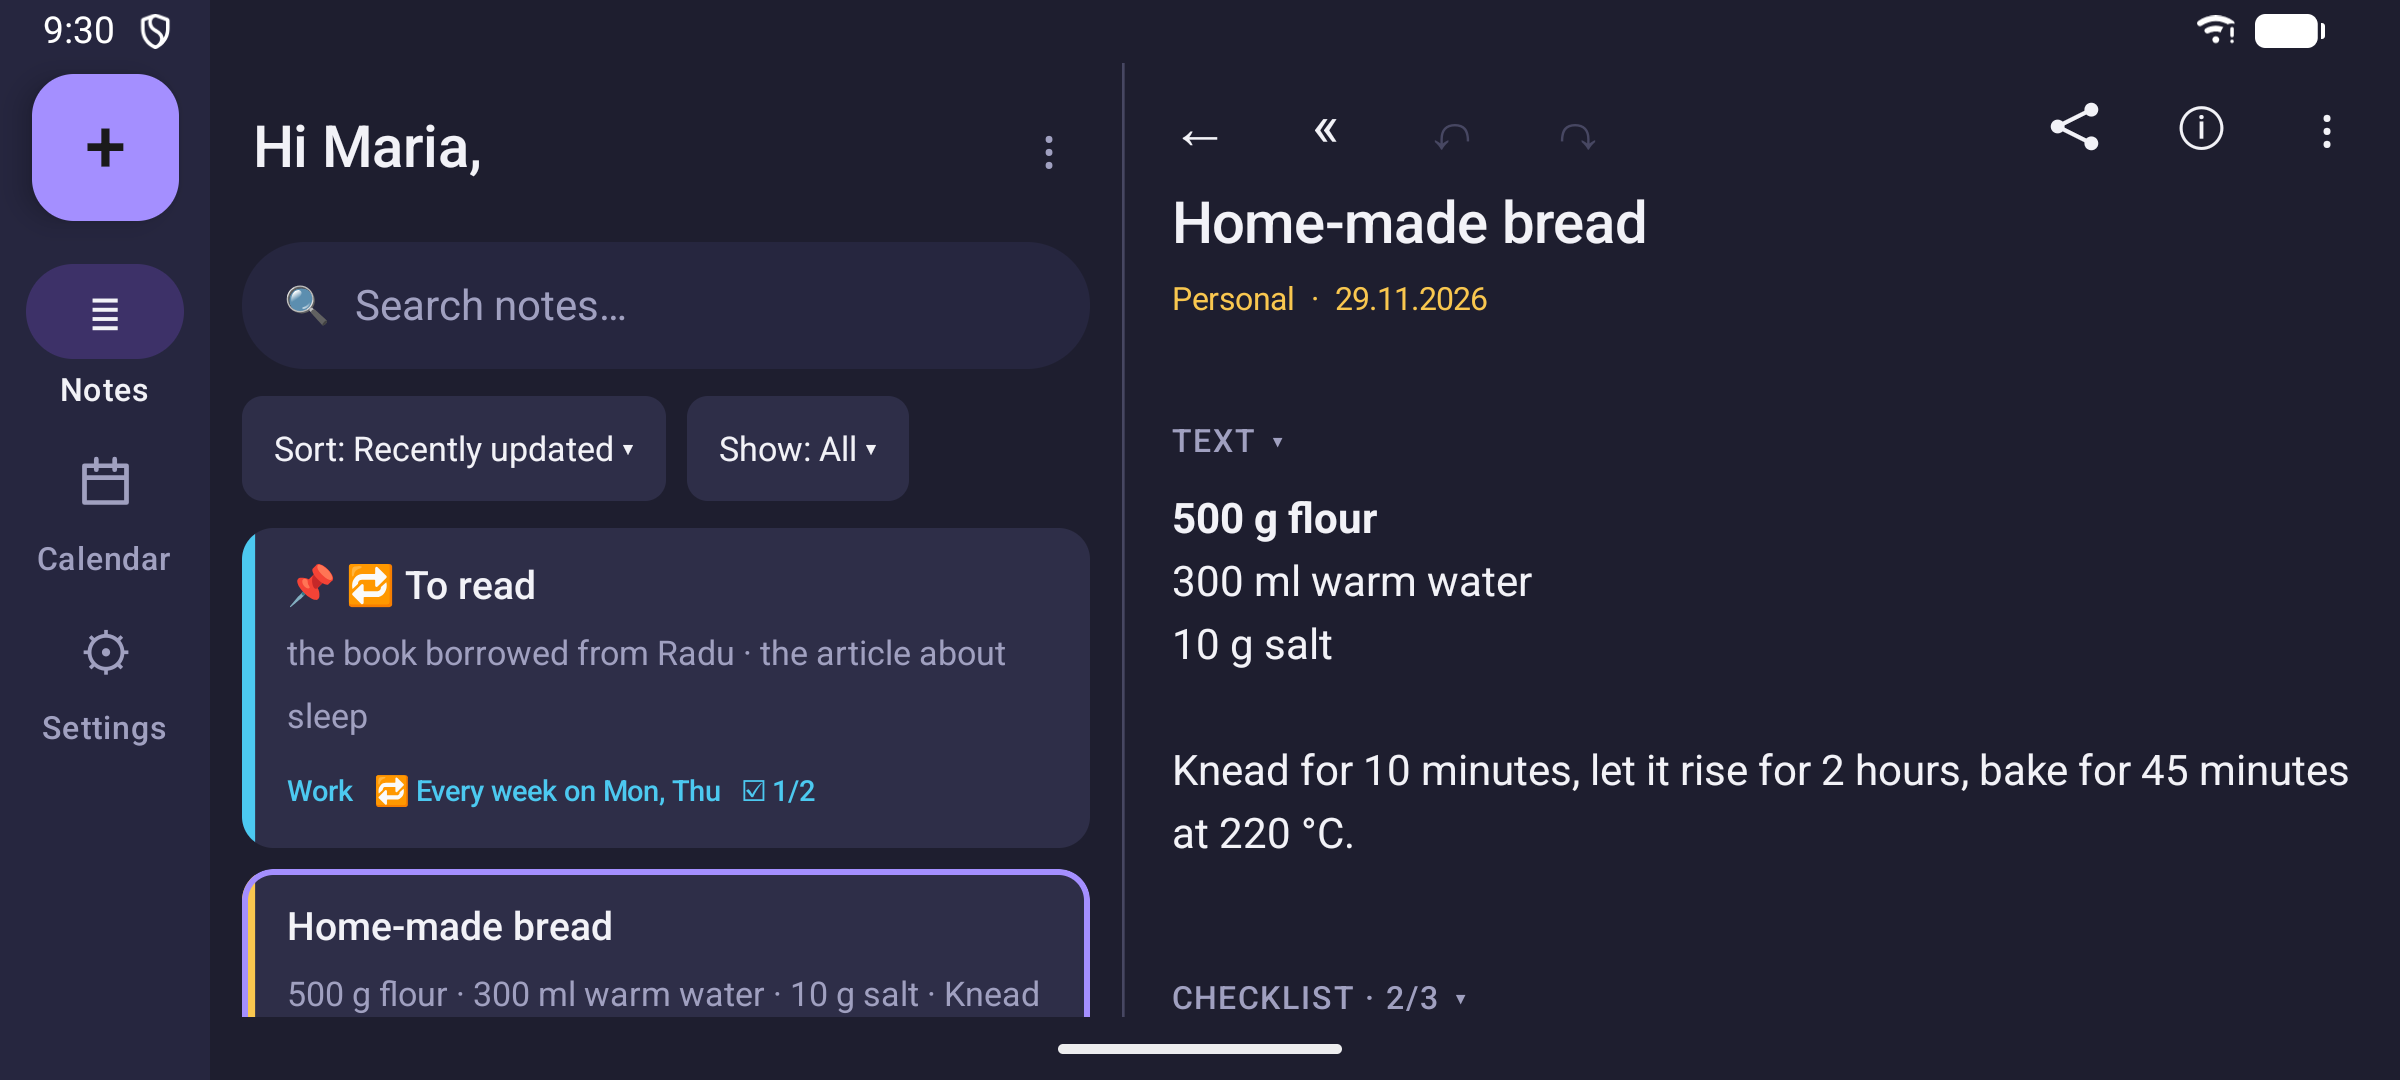 9:30
Notes
Calendar
Settings
Hi Maria,
Search notes…
Sort: Recently updated ▾
Show: All ▾
To read
the book borrowed from Radu · the article about
sleep
Work Every week on Mon, Thu ☑ 1/2
Home-made bread
500 g flour · 300 ml warm water · 10 g salt · Knead
Home-made bread
Personal · 29.11.2026
TEXT ▾
500 g flour
300 ml warm water
10 g salt
Knead for 10 minutes, let it rise for 2 hours, bake for 45 minutes
at 220 °C.
CHECKLIST · 2/3 ▾